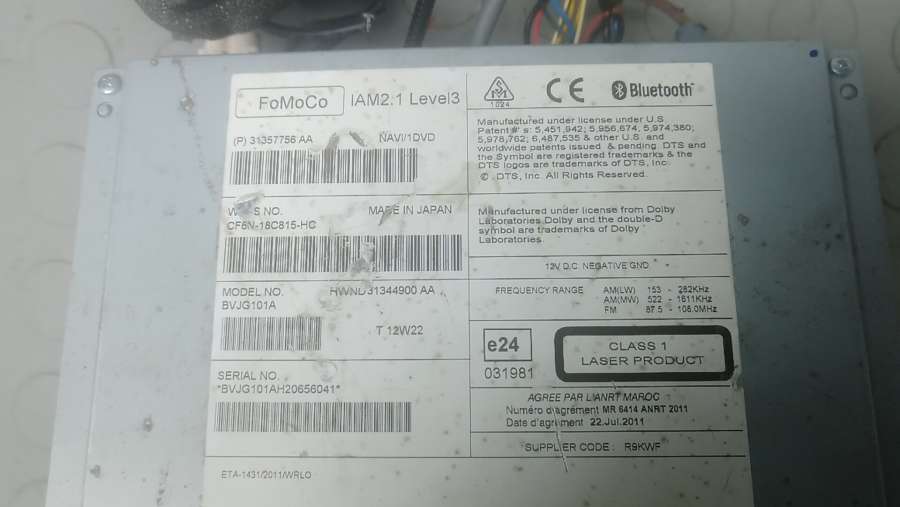 FoMoCo
iAM2.1 Level3
(P) 31357756 AA
NAVI/1DVD
NO.
MADE IN JAPAN
CF6N-18C815-HC
MODEL NO.
HWND31344900 AA
BVJG101A
T 12W22
SERIAL NO.
*BVJG101AH20656041*
ETA-1431/2011/WRLO
1024
CE
Bluetooth
Manufactured under license under U.S.
Patent #' s: 5,451,942; 5,956,674; 5,974,380;
5,978,762; 6,487,535 & other U.S. and
worldwide patents issued & pending. DTS and
the Symbol are registered trademarks & the
DTS logos are trademarks of DTS, Inc.
© DTS, Inc. All Rights Reserved.
Manufactured under license from Dolby
Laboratories.Dolby and the double-D
symbol are trademarks of Dolby
Laboratories.
12V D.C NEGATIVE GND
FREQUENCY RANGE
AM(LW) 153 - 282KHz
AM(MW) 522 - 1611KHz
FM 87.5 - 108.0MHz
e24
031981
CLASS 1
LASER PRODUCT
AGREE PAR L'ANRT MAROC
Numéro d'agrément MR 6414 ANRT 2011
Date d'agrément 22.Jul.2011
SUPPLIER CODE : R9KWF